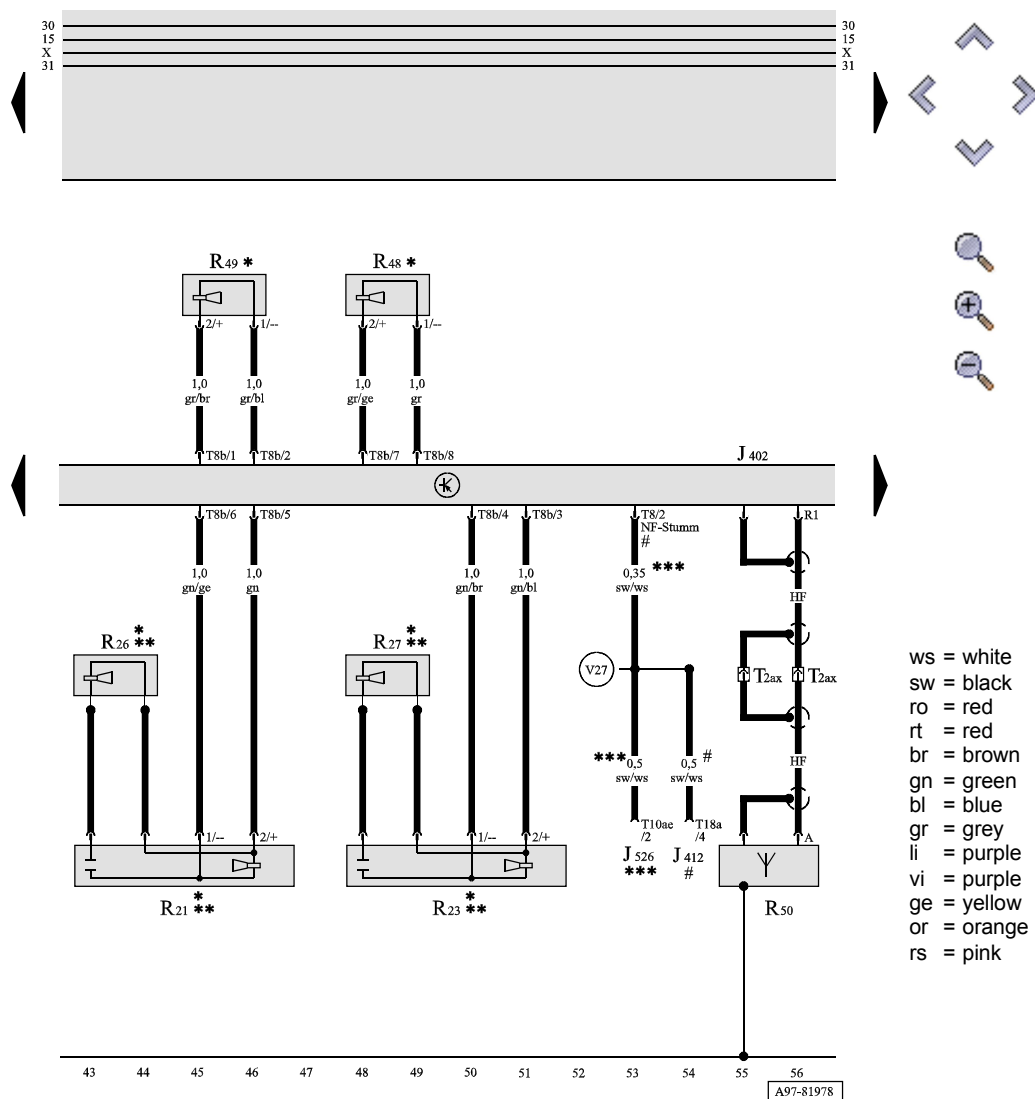 30 30
15 15
X X
31 31
R49 * R48 *
2/+ 1/-- 2/+ 1/--
1,0 1,0 1,0 1,0
gr/br gr/bl gr/ge gr
T8b/1 T8b/2 T8b/7 T8b/8 J 402
T8b/6 T8b/5 T8b/4 T8b/3 T8/2 R1
NF-Stumm
#
1,0 1,0 1,0 1,0 0,35 ***
gn/ge gn gn/br gn/bl sw/ws
HF
R26 * ** R27 * **
V27 T2ax T2ax
*** 0,5 0,5 #
sw/ws sw/ws
HF
T10ae T18a
1/-- 2/+ 1/-- 2/+ /2 /4 A
J 526 J 412
*** #
R21 * ** R23 * ** R50
ws = white
sw = black
ro = red
rt = red
br = brown
gn = green
bl = blue
gr = grey
li = purple
vi = purple
ge = yellow
or = orange
rs = pink
43 44 45 46 47 48 49 50 51 52 53 54 55 56
A97-81978